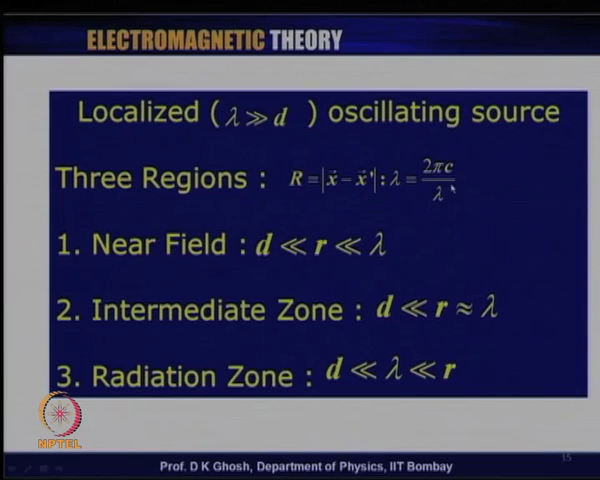 ELECTROMAGNETIC THEORY
Localized ( λ ≫ d ) oscillating source
Three Regions : R = |x⃗ − x⃗'| : λ = 2πc/λ
1. Near Field : d ≪ r ≪ λ
2. Intermediate Zone : d ≪ r ≈ λ
3. Radiation Zone : d ≪ λ ≪ r
NPTEL
15
Prof. D K Ghosh, Department of Physics, IIT Bombay